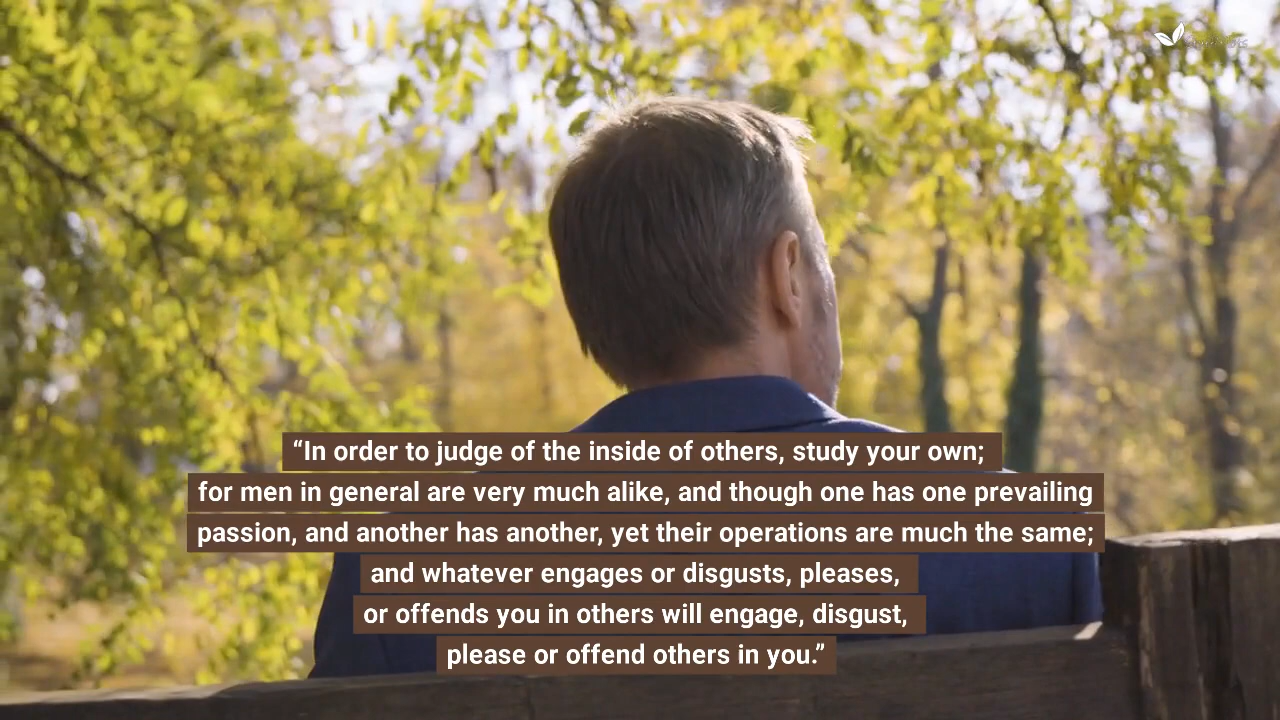 “In order to judge of the inside of others, study your own;
for men in general are very much alike, and though one has one prevailing
passion, and another has another, yet their operations are much the same;
and whatever engages or disgusts, pleases,
or offends you in others will engage, disgust,
please or offend others in you.”